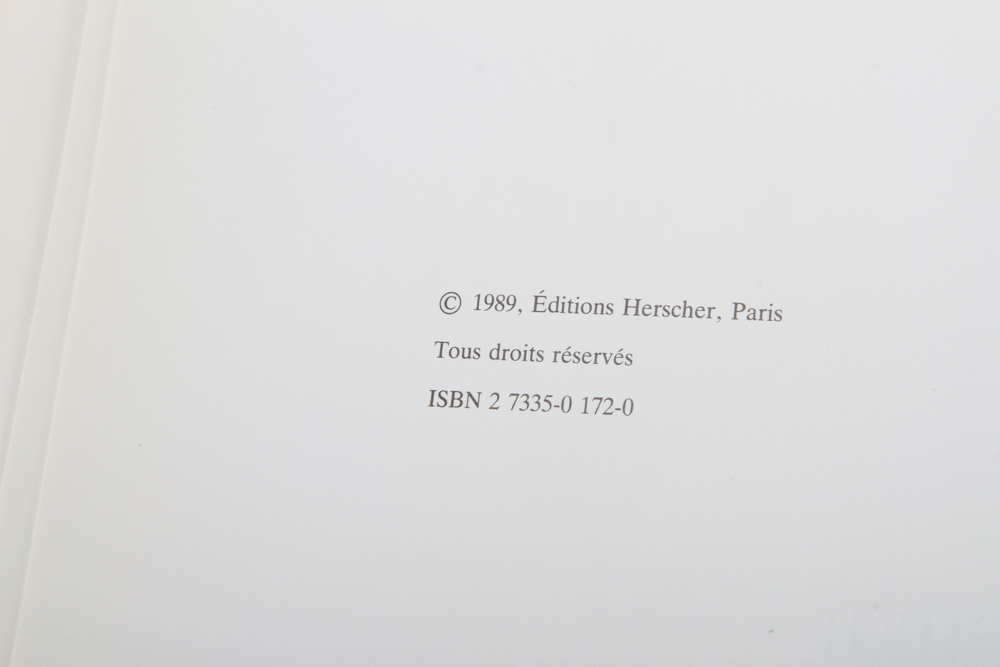 © 1989, Éditions Herscher, Paris
Tous droits réservés
ISBN 2 7335-0 172-0